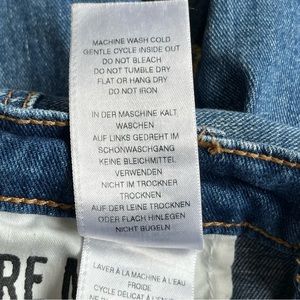 MACHINE WASH COLD
GENTLE CYCLE INSIDE OUT
DO NOT BLEACH
DO NOT TUMBLE DRY
FLAT OR HANG DRY
DO NOT IRON
IN DER MASCHINE KALT
WASCHEN
AUF LINKS GEDREHT IM
SCHONWASCHGANG
KEINE BLEICHMITTEL
VERWENDEN
NICHT IM TROCKNER
TROCKNEN
AUF DER LEINE TROCKNEN
ODER FLACH HINLEGEN
NICHT BÜGELN
LAVER À LA MACHINE À L'EAU
FROIDE
CYCLE DÉLICAT À